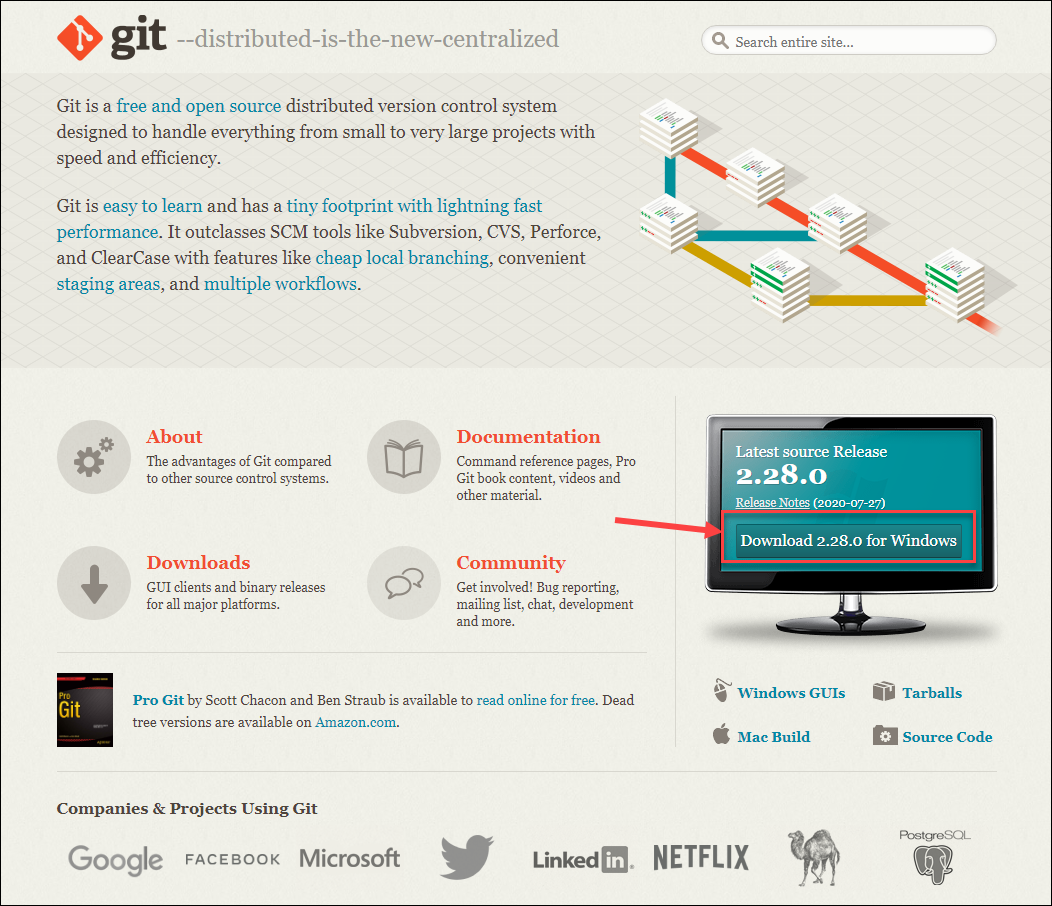 git --distributed-is-the-new-centralized
Search entire site...
Git is a free and open source distributed version control system
designed to handle everything from small to very large projects with
speed and efficiency.
Git is easy to learn and has a tiny footprint with lightning fast
performance. It outclasses SCM tools like Subversion, CVS, Perforce,
and ClearCase with features like cheap local branching, convenient
staging areas, and multiple workflows.
About
The advantages of Git compared
to other source control systems.
Documentation
Command reference pages, Pro
Git book content, videos and
other material.
Downloads
GUI clients and binary releases
for all major platforms.
Community
Get involved! Bug reporting,
mailing list, chat, development
and more.
Latest source Release
2.28.0
Release Notes (2020-07-27)
Download 2.28.0 for Windows
Pro
Git
Pro Git by Scott Chacon and Ben Straub is available to read online for free. Dead
tree versions are available on Amazon.com.
Windows GUIs
Tarballs
Mac Build
Source Code
Companies & Projects Using Git
Google
FACEBOOK
Microsoft
Linked in
NETFLIX
PostgreSQL